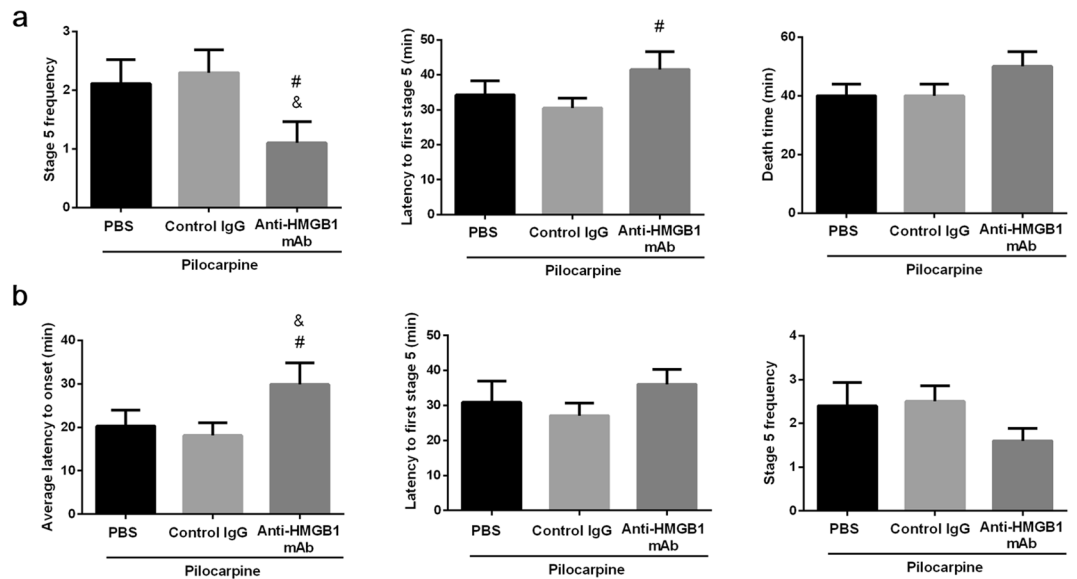 a
Stage 5 frequency
3
2
1
0
#
&
PBS
Control IgG
Anti-HMGB1
mAb
Pilocarpine
Latency to first stage 5 (min)
50
40
30
20
10
0
#
PBS
Control IgG
Anti-HMGB1
mAb
Pilocarpine
Death time (min)
60
40
20
0
PBS
Control IgG
Anti-HMGB1
mAb
Pilocarpine
b
Average latency to onset (min)
40
30
20
10
0
&
#
PBS
Control IgG
Anti-HMGB1
mAb
Pilocarpine
Latency to first stage 5 (min)
50
40
30
20
10
0
PBS
Control IgG
Anti-HMGB1
mAb
Pilocarpine
Stage 5 frequency
4
3
2
1
0
PBS
Control IgG
Anti-HMGB1
mAb
Pilocarpine